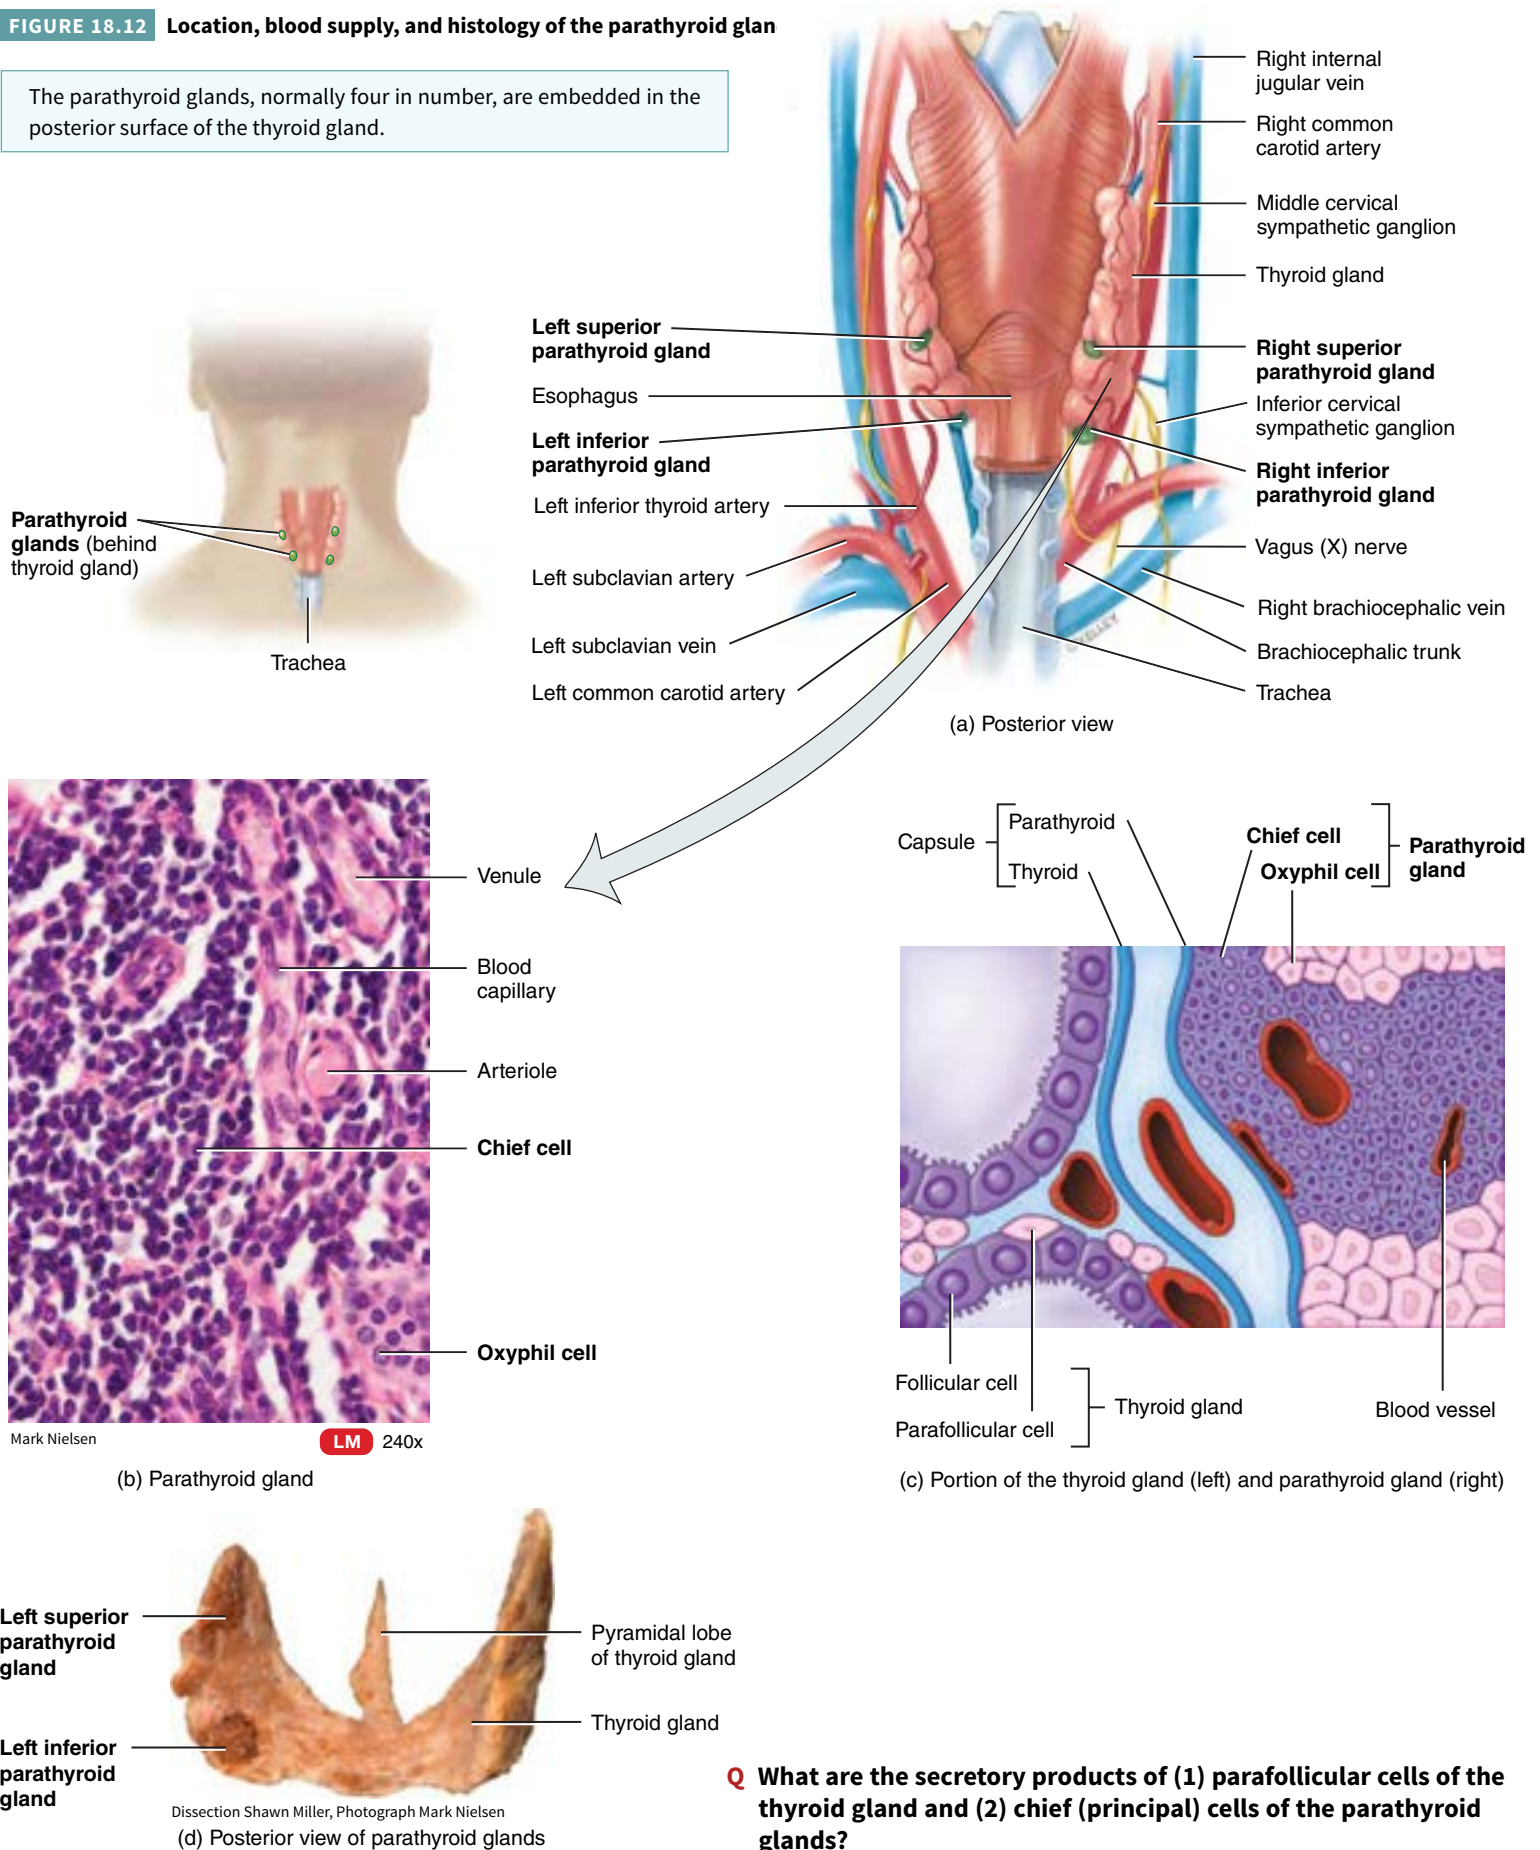 FIGURE 18.12 Location, blood supply, and histology of the parathyroid glan
The parathyroid glands, normally four in number, are embedded in the
posterior surface of the thyroid gland.
Parathyroid
glands (behind
thyroid gland)
Trachea
Left superior
parathyroid gland
Esophagus
Left inferior
parathyroid gland
Left inferior thyroid artery
Left subclavian artery
Left subclavian vein
Left common carotid artery
Right internal
jugular vein
Right common
carotid artery
Middle cervical
sympathetic ganglion
Thyroid gland
Right superior
parathyroid gland
Inferior cervical
sympathetic ganglion
Right inferior
parathyroid gland
Vagus (X) nerve
Right brachiocephalic vein
Brachiocephalic trunk
Trachea
KELLEY
(a) Posterior view
Venule
Blood
capillary
Arteriole
Chief cell
Oxyphil cell
Mark Nielsen
LM 240x
(b) Parathyroid gland
Capsule
Parathyroid
Thyroid
Chief cell
Oxyphil cell
Parathyroid
gland
Follicular cell
Parafollicular cell
Thyroid gland
Blood vessel
(c) Portion of the thyroid gland (left) and parathyroid gland (right)
Left superior
parathyroid
gland
Left inferior
parathyroid
gland
Pyramidal lobe
of thyroid gland
Thyroid gland
Dissection Shawn Miller, Photograph Mark Nielsen
(d) Posterior view of parathyroid glands
Q What are the secretory products of (1) parafollicular cells of the
thyroid gland and (2) chief (principal) cells of the parathyroid
glands?